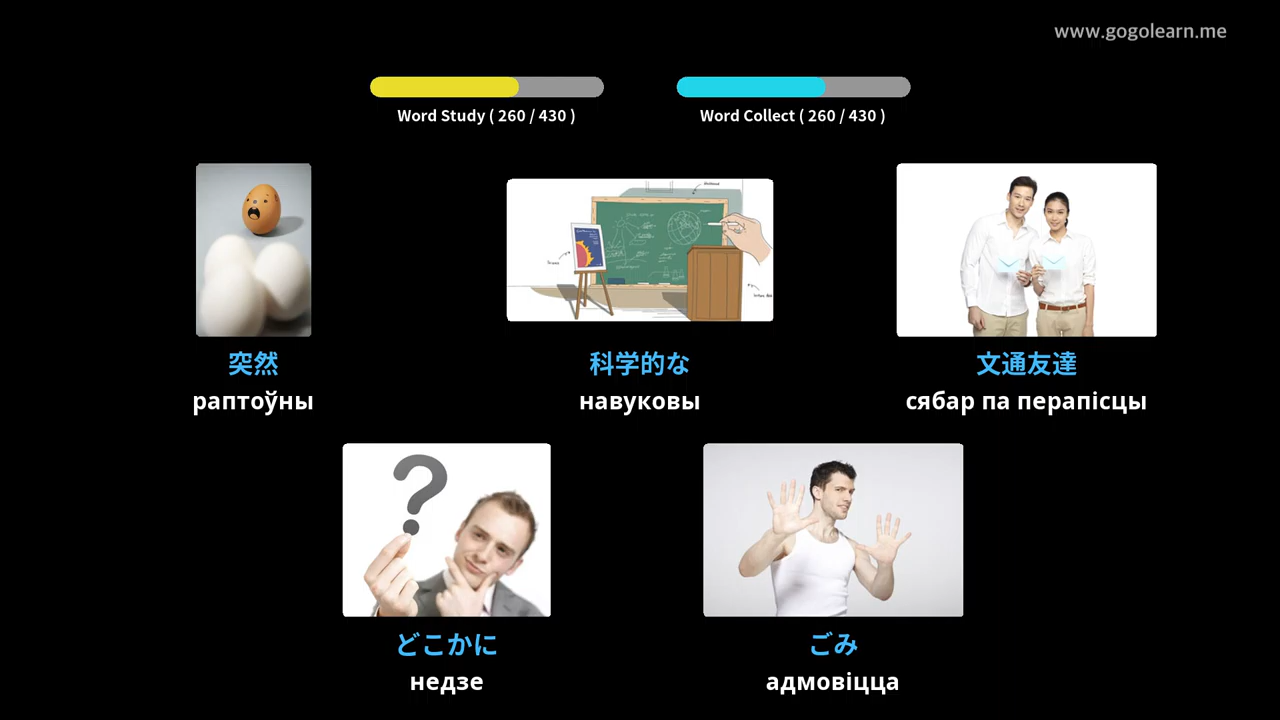 www.gogolearn.me
Word Study ( 260 / 430 )
Word Collect ( 260 / 430 )
突然
раптоўны
科学的な
навуковы
文通友達
сябар па перапісцы
どこかに
недзе
ごみ
адмовіцца